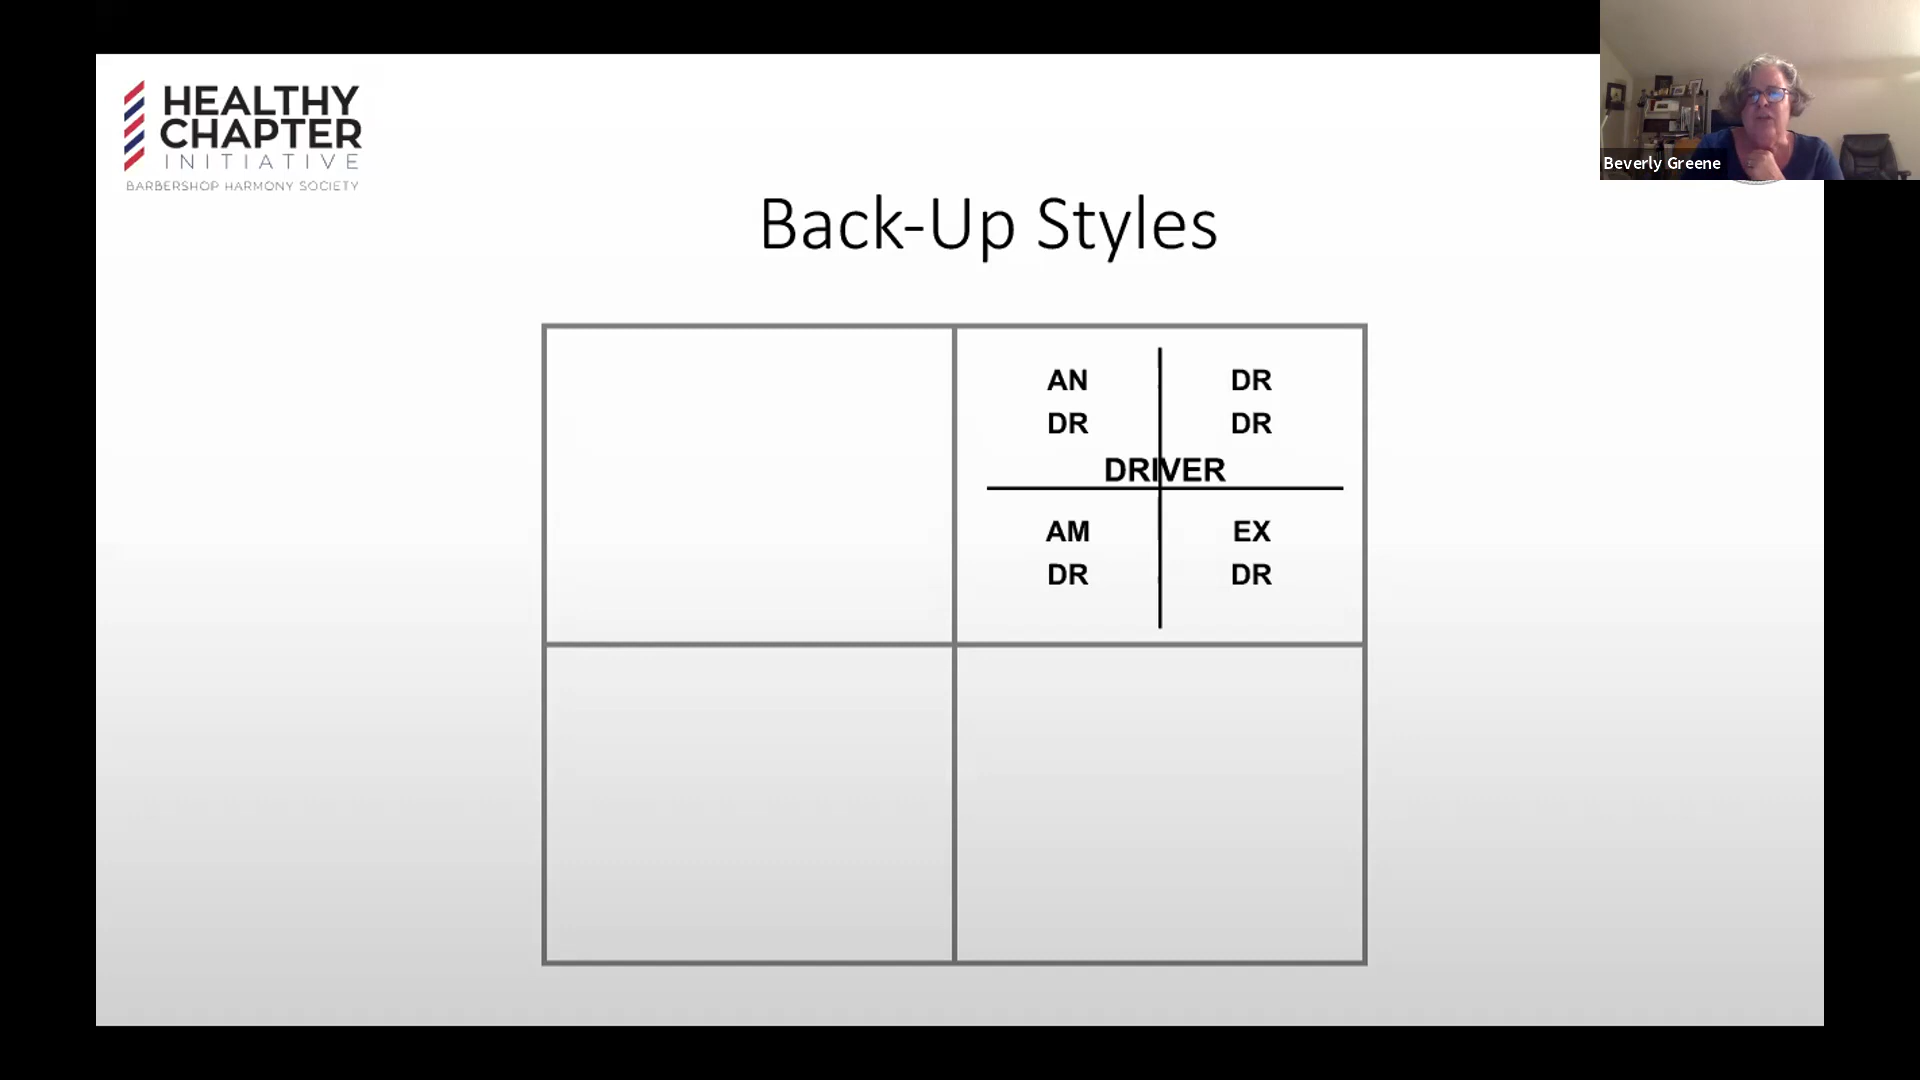 HEALTHY
CHAPTER
INITIATIVE
BARBERSHOP HARMONY SOCIETY
Beverly Greene
Back-Up Styles
AN DR
DR DR
DRIVER
AM EX
DR DR